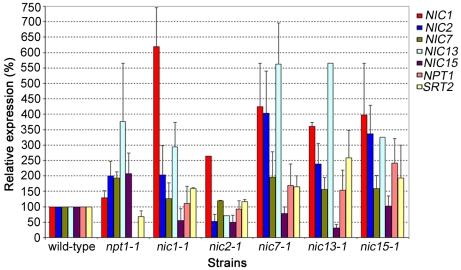 750
700
650
600
550
500
450
400
350
300
250
200
150
100
50
0
Relative expression (%)
wild-type npt1-1 nic1-1 nic2-1 nic7-1 nic13-1 nic15-1
Strains
NIC1
NIC2
NIC7
NIC13
NIC15
NPT1
SRT2